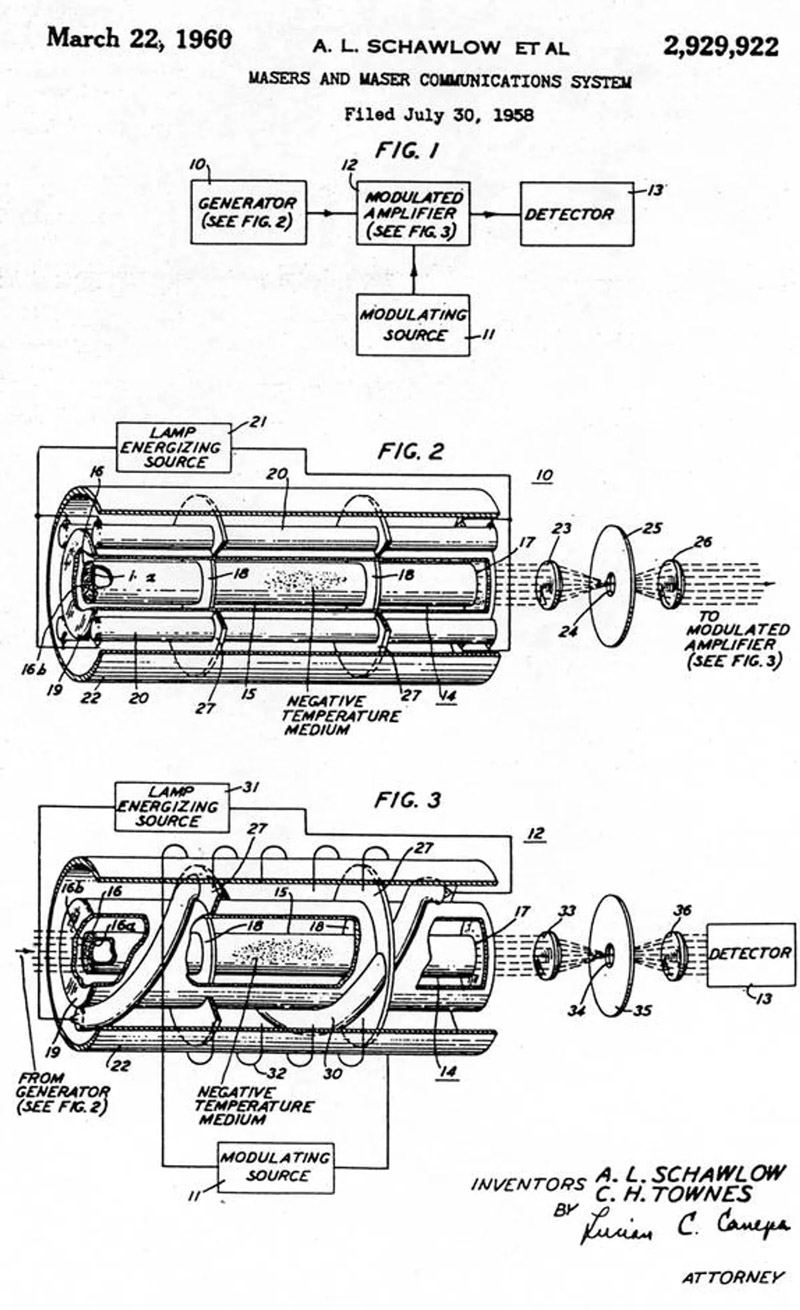 March 22, 1960
A. L. SCHAWLOW ET AL
2,929,922
MASERS AND MASER COMMUNICATIONS SYSTEM
Filed July 30, 1958
FIG. 1
10
GENERATOR
(SEE FIG. 2)
12
MODULATED
AMPLIFIER
(SEE FIG. 3)
13
DETECTOR
MODULATING
SOURCE
11
LAMP
ENERGIZING
SOURCE
21
FIG. 2
10
16
20
23
25
26
17
18
18
24
TO
MODULATED
AMPLIFIER
(SEE FIG. 3)
16b
19
22
20
27
15
NEGATIVE
TEMPERATURE
MEDIUM
27
14
LAMP
ENERGIZING
SOURCE
31
FIG. 3
12
27
27
16b
16
16a
15
18
18
17
33
36
DETECTOR
13
34
35
NEGATIVE
TEMPERATURE
MEDIUM
19
22
32
30
14
FROM
GENERATOR
(SEE FIG. 2)
MODULATING
SOURCE
11
INVENTORS A. L. SCHAWLOW
C. H. TOWNES
BY
Lucian C. Canepa
ATTORNEY